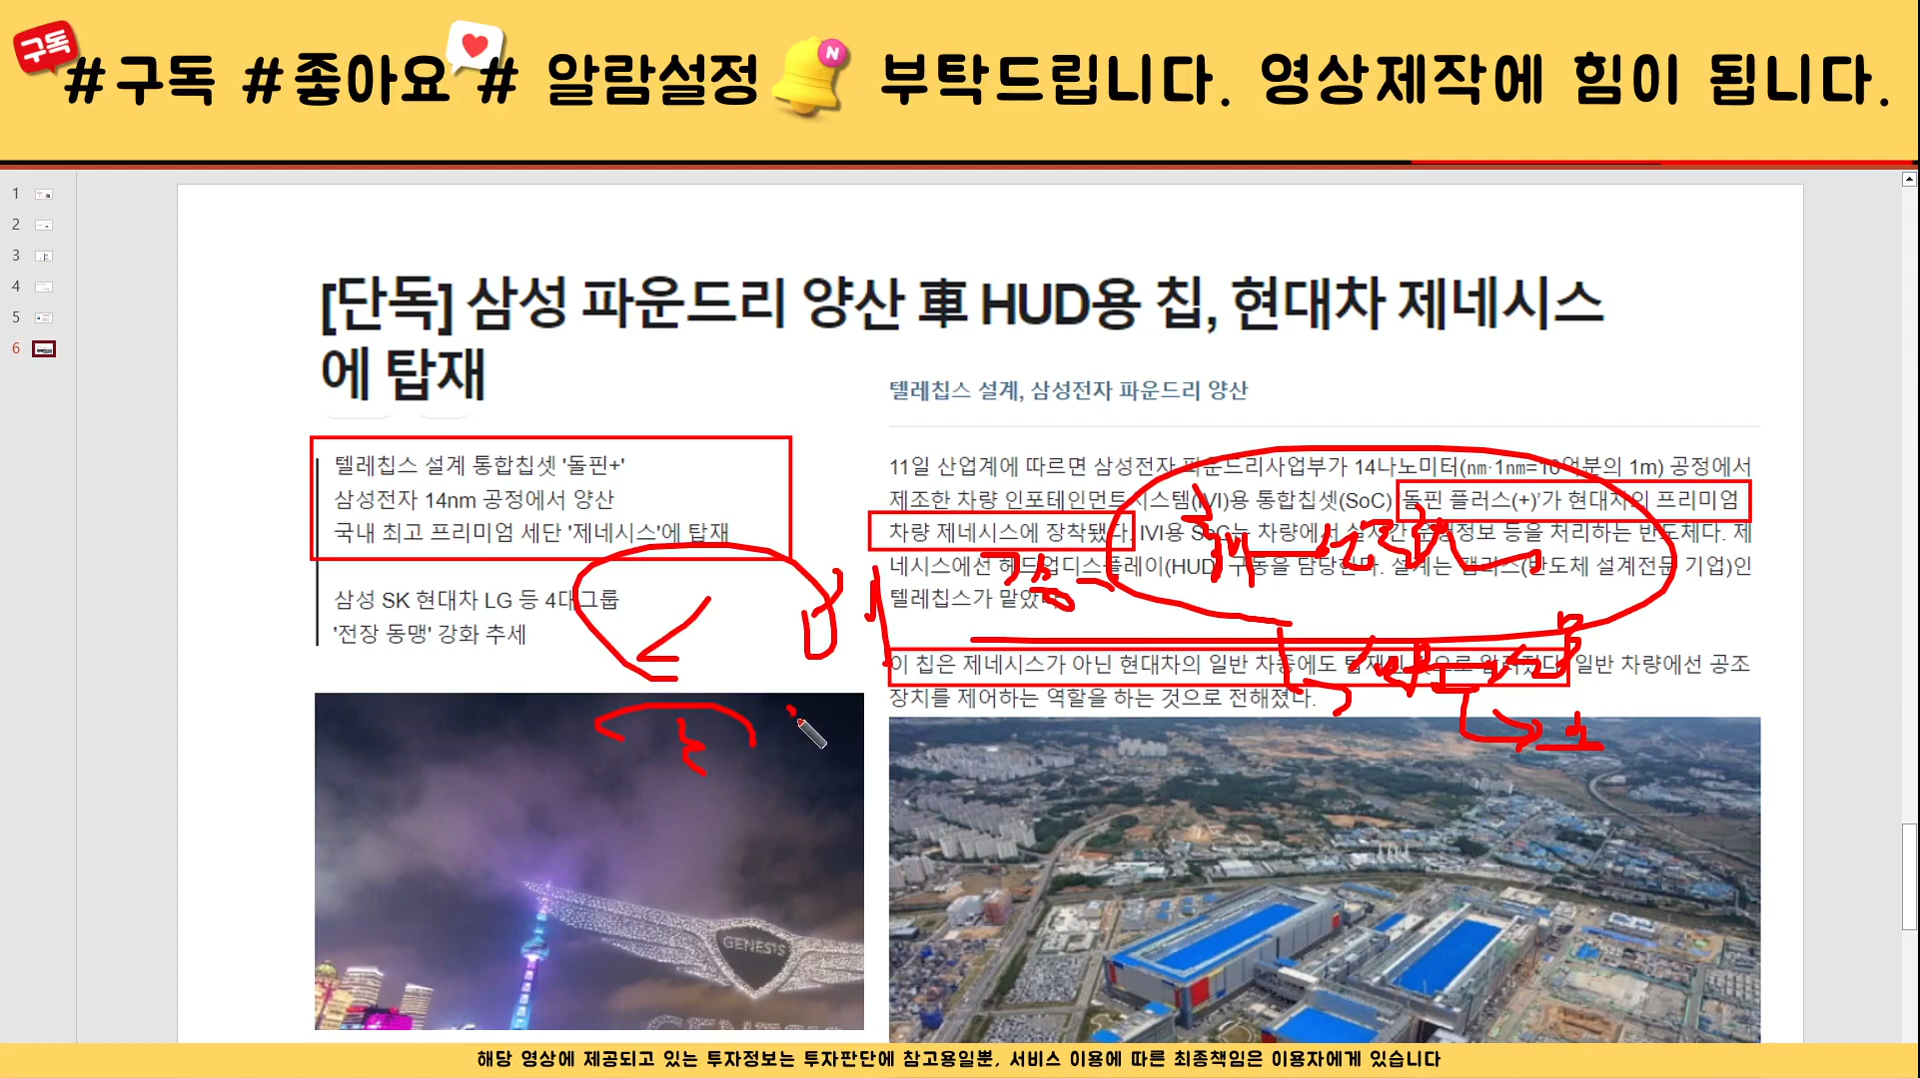 구독
#구독 #좋아요 # 알람설정 N 부탁드립니다. 영상제작에 힘이 됩니다.
1
2
3
4
5
6
[단독] 삼성 파운드리 양산 車 HUD용 칩, 현대차 제네시스
에 탑재
텔레칩스 설계, 삼성전자 파운드리 양산
텔레칩스 설계 통합칩셋 '돌핀+'
삼성전자 14nm 공정에서 양산
국내 최고 프리미엄 세단 '제네시스'에 탑재
삼성 SK 현대차 LG 등 4대그룹
'전장 동맹' 강화 추세
11일 산업계에 따르면 삼성전자 파운드리사업부가 14나노미터(㎚·1㎚=10억분의 1m) 공정에서
제조한 차량 인포테인먼트시스템(IVI)용 통합칩셋(SoC) '돌핀 플러스(+)'가 현대차의 프리미엄
차량 제네시스에 장착됐다. IVI용 SoC는 차량에서 실시간 운행정보 등을 처리하는 반도체다. 제
네시스에선 헤드업디스플레이(HUD) 구동을 담당한다. 설계는 팹리스(반도체 설계전문 기업)인
텔레칩스가 맡았다.
이 칩은 제네시스가 아닌 현대차의 일반 차종에도 탑재된 것으로 알려졌다. 일반 차량에선 공조
장치를 제어하는 역할을 하는 것으로 전해졌다.
GENESIS
GENESIS
해당 영상에 제공되고 있는 투자정보는 투자판단에 참고용일뿐, 서비스 이용에 따른 최종책임은 이용자에게 있습니다